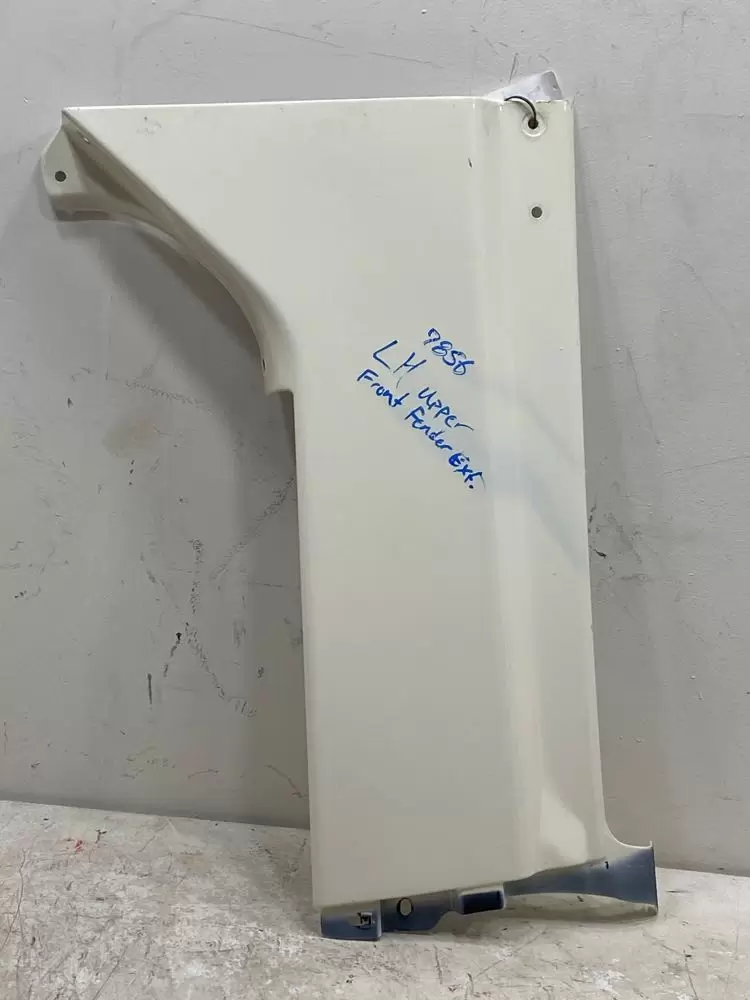 7856
LH Upper
Front Fender Ext.